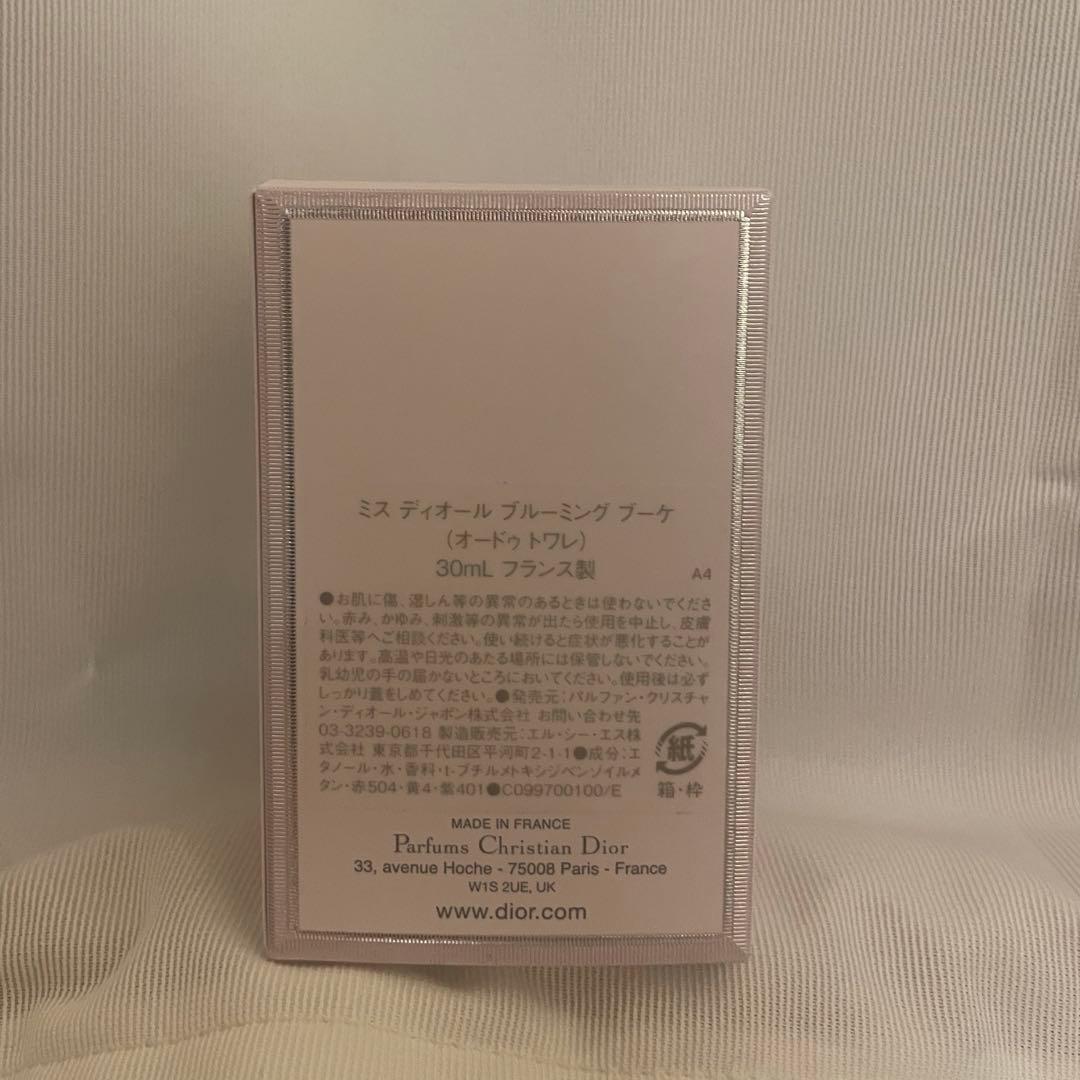 ミス ディオール ブルーミング ブーケ
(オードゥ トワレ)
30mL フランス製
A4
●お肌に傷、湿しん等の異常のあるときは使わないでくださ
い。赤み、かゆみ、刺激等の異常が出たら使用を中止し、皮膚
科医等へご相談ください。使い続けると症状が悪化することが
あります。高温や日光のあたる場所には保管しないでください。
乳幼児の手の届かないところにおいてください。使用後は必ず
しっかり蓋をしめてください。●発売元:パルファン・クリスチャ
ン・ディオール・ジャポン株式会社 お問い合わせ先
03-3239-0618 製造販売元:エル・シー・エス株
式会社 東京都千代田区平河町2-1-1●成分:エ
タノール・水・香料・t-ブチルメトキシジベンゾイルメ
タン・赤504・黄4・紫401●C099700100/E
紙
箱・枠
MADE IN FRANCE
Parfums Christian Dior
33, avenue Hoche - 75008 Paris - France
W1S 2UE, UK
www.dior.com